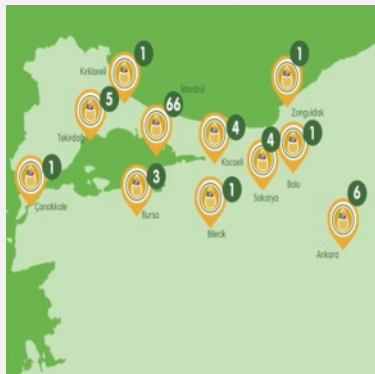 1
Kırklareli
1
Zonguldak
5
Tekirdağ
66
İstanbul
4
Kocaeli
4
Sakarya
1
Bolu
1
Çanakkale
3
Bursa
1
Bilecik
6
Ankara